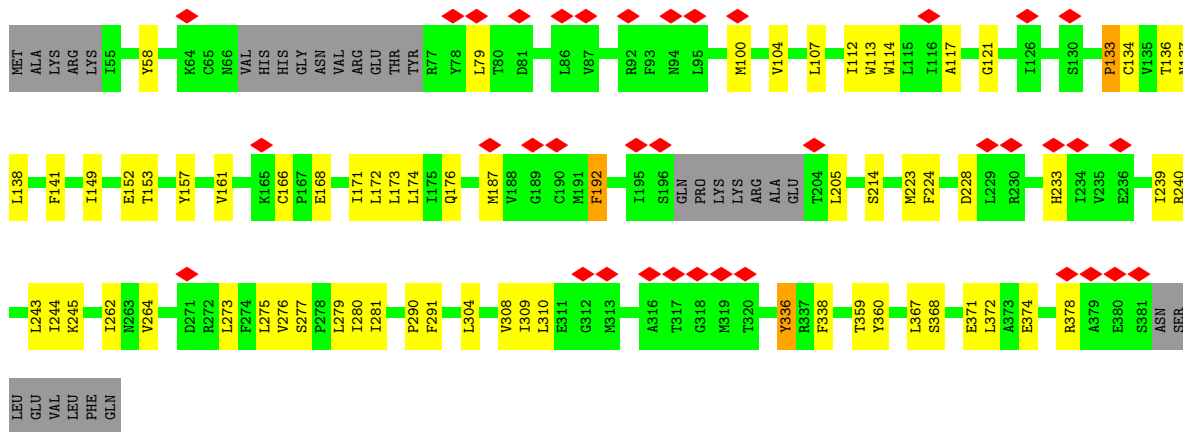 MET ALA LYS ARG LYS I55 Y58 K64 C65 N66 VAL HIS HIS GLY ASN VAL ARG GLU THR TYR R77 Y78 L79 T80 D81 L86 V87 R92 F93 N94 L95 M100 V104 L107 I112 W113 W114 L115 I116 A117 G121 I126 S130 P133 C134 V135 T136 N137
L138 F141 I149 E152 T153 Y157 V161 K165 C166 P167 E168 I171 L172 L173 L174 I175 Q176 M187 V188 G189 C190 M191 F192 I195 S196 GLN PRO LYS LYS ARG ALA GLU T204 L205 S214 M223 F224 D228 L229 R230 H233 I234 V235 E236 I239 R240
L243 I244 K245 I262 N263 V264 D271 R272 L273 F274 L275 V276 S277 P278 L279 I280 I281 P290 F291 L304 V308 I309 L310 E311 G312 M313 A316 T317 G318 M319 T320 Y336 R337 F338 T359 Y360 L367 S368 E371 L372 A373 E374 R378 A379 E380 S381 ASN SER
LEU GLU VAL LEU PHE GLN